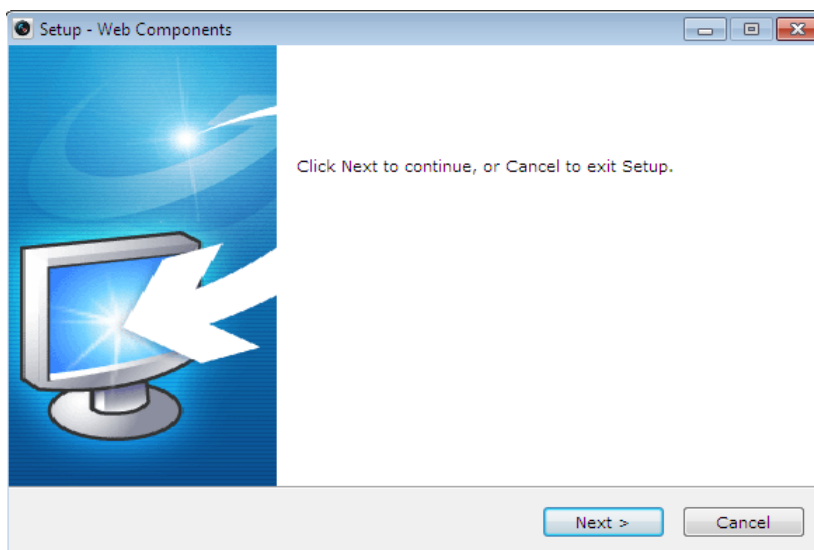 Setup - Web Components
Click Next to continue, or Cancel to exit Setup.
Next >
Cancel